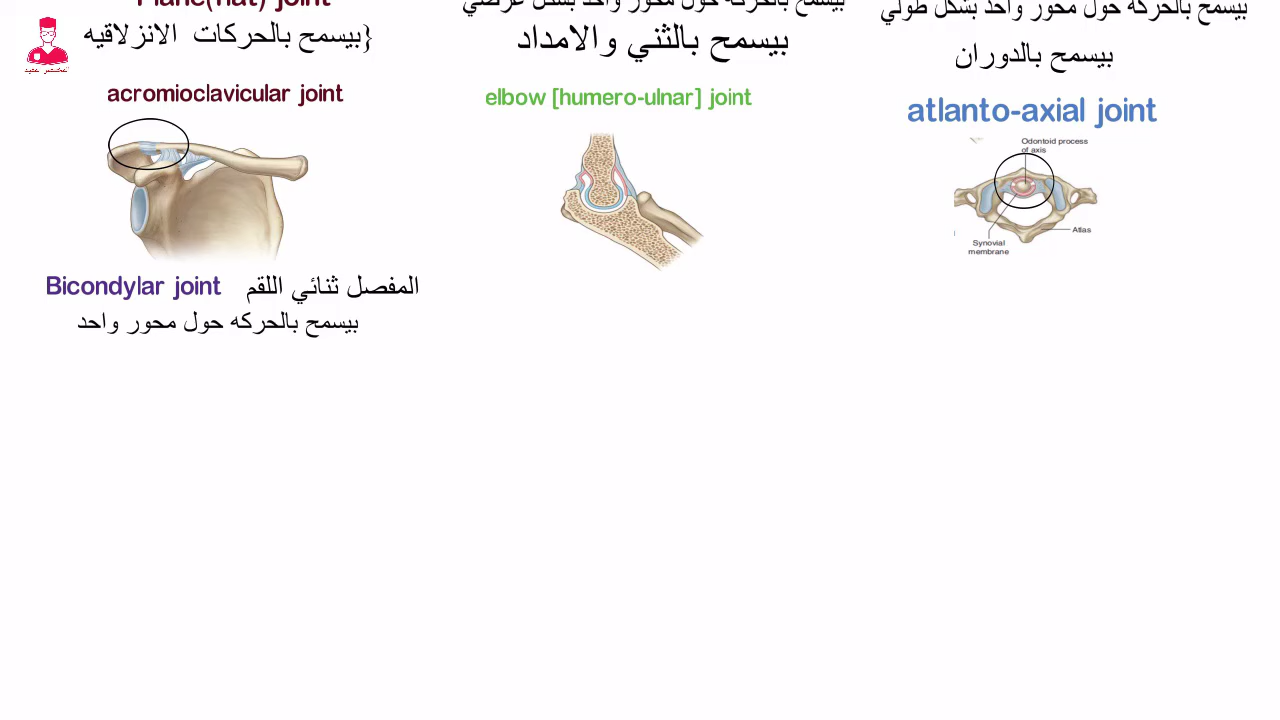 Plane(flat) joint
}بيسمح بالحركات الانزلاقيه
acromioclavicular joint
بيسمح بالحركه حول محور واحد بشكل عرضي
بيسمح بالثني والامداد
elbow [humero-ulnar] joint
بيسمح بالحركه حول محور واحد بشكل طولي
بيسمح بالدوران
atlanto-axial joint
Odontoid process
of axis
Atlas
Synovial
membrane
Bicondylar joint المفصل ثنائي اللقم
بيسمح بالحركه حول محور واحد